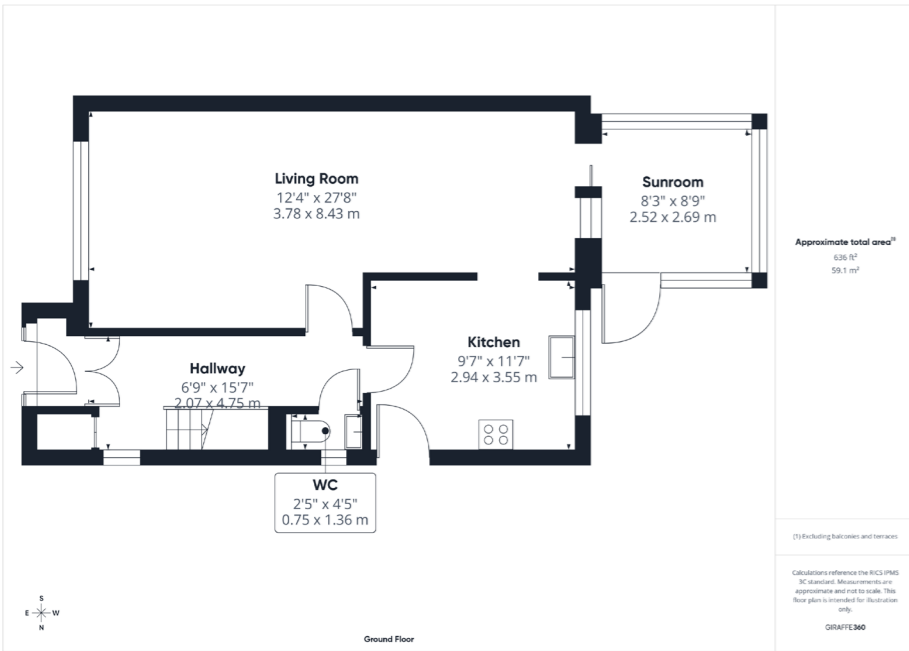 Living Room
12'4" x 27'8"
3.78 x 8.43 m
Sunroom
8'3" x 8'9"
2.52 x 2.69 m
Kitchen
9'7" x 11'7"
2.94 x 3.55 m
Hallway
6'9" x 15'7"
2.07 x 4.75 m
WC
2'5" x 4'5"
0.75 x 1.36 m
S
E W
N
Ground Floor
Approximate total area⁽¹⁾
636 ft²
59.1 m²
(1) Excluding balconies and terraces
Calculations reference the RICS IPMS
3C standard. Measurements are
approximate and not to scale. This
floor plan is intended for illustration
only.
GIRAFFE360